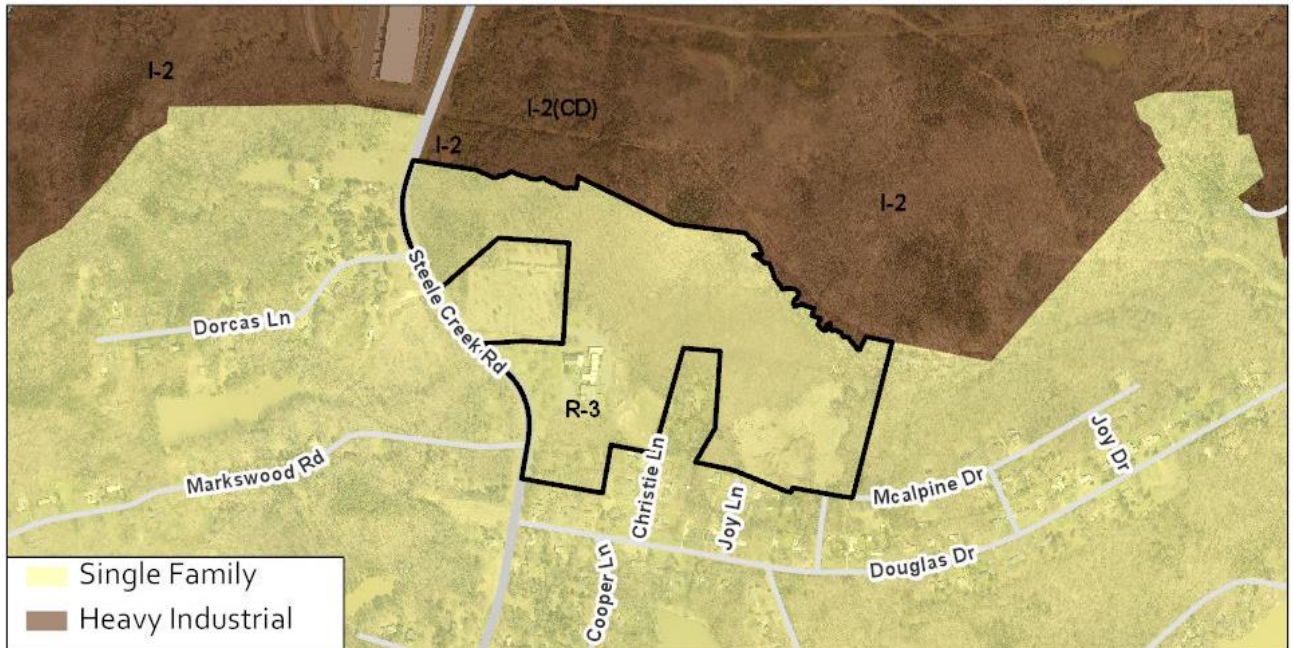 I-2
I-2(CD)
I-2
I-2
Steele Creek Rd
Dorcas Ln
R-3
Markswood Rd
Christie Ln
Joy Ln
Mcalpine Dr
Joy Dr
Cooper Ln
Douglas Dr
Single Family
Heavy Industrial